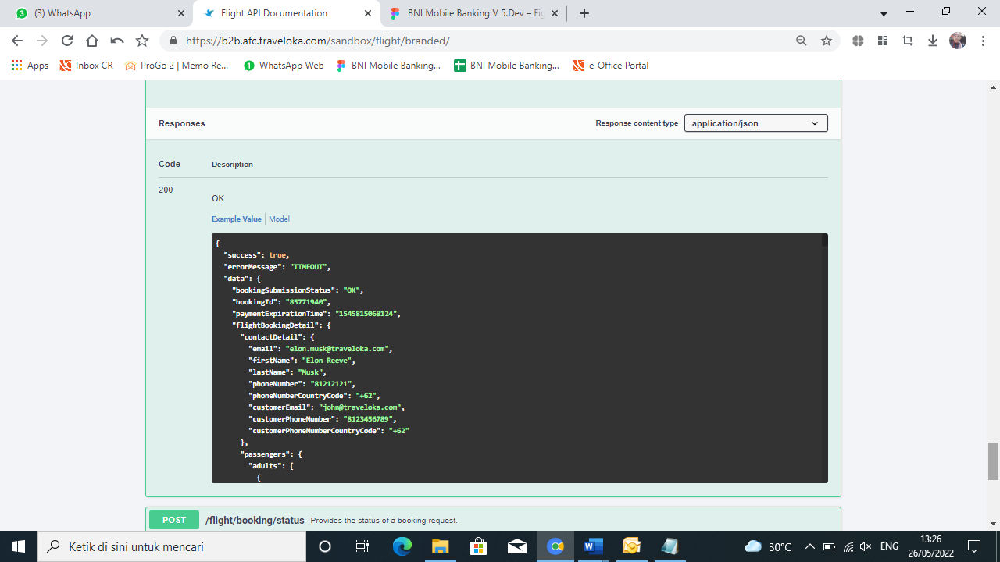 (3) WhatsApp
Flight API Documentation
BNI Mobile Banking V 5.Dev – Fig
https://b2b.afc.traveloka.com/sandbox/flight/branded/
Apps
Inbox CR
ProGo 2 | Memo Re...
WhatsApp Web
BNI Mobile Banking...
BNI Mobile Banking...
e-Office Portal
Responses
Response content type
application/json
Code
Description
200
OK
Example Value
Model
{
"success": true,
"errorMessage": "TIMEOUT",
"data": {
"bookingSubmissionStatus": "OK",
"bookingId": "85771940",
"paymentExpirationTime": "1545815068124",
"flightBookingDetail": {
"contactDetail": {
"email": "elon.musk@traveloka.com",
"firstName": "Elon Reeve",
"lastName": "Musk",
"phoneNumber": "81212121",
"phoneNumberCountryCode": "+62",
"customerEmail": "john@traveloka.com",
"customerPhoneNumber": "8123456789",
"customerPhoneNumberCountryCode": "+62"
},
"passengers": {
"adults": [
{
POST
/flight/booking/status
Provides the status of a booking request.
Ketik di sini untuk mencari
30°C
ENG
13:26
26/05/2022